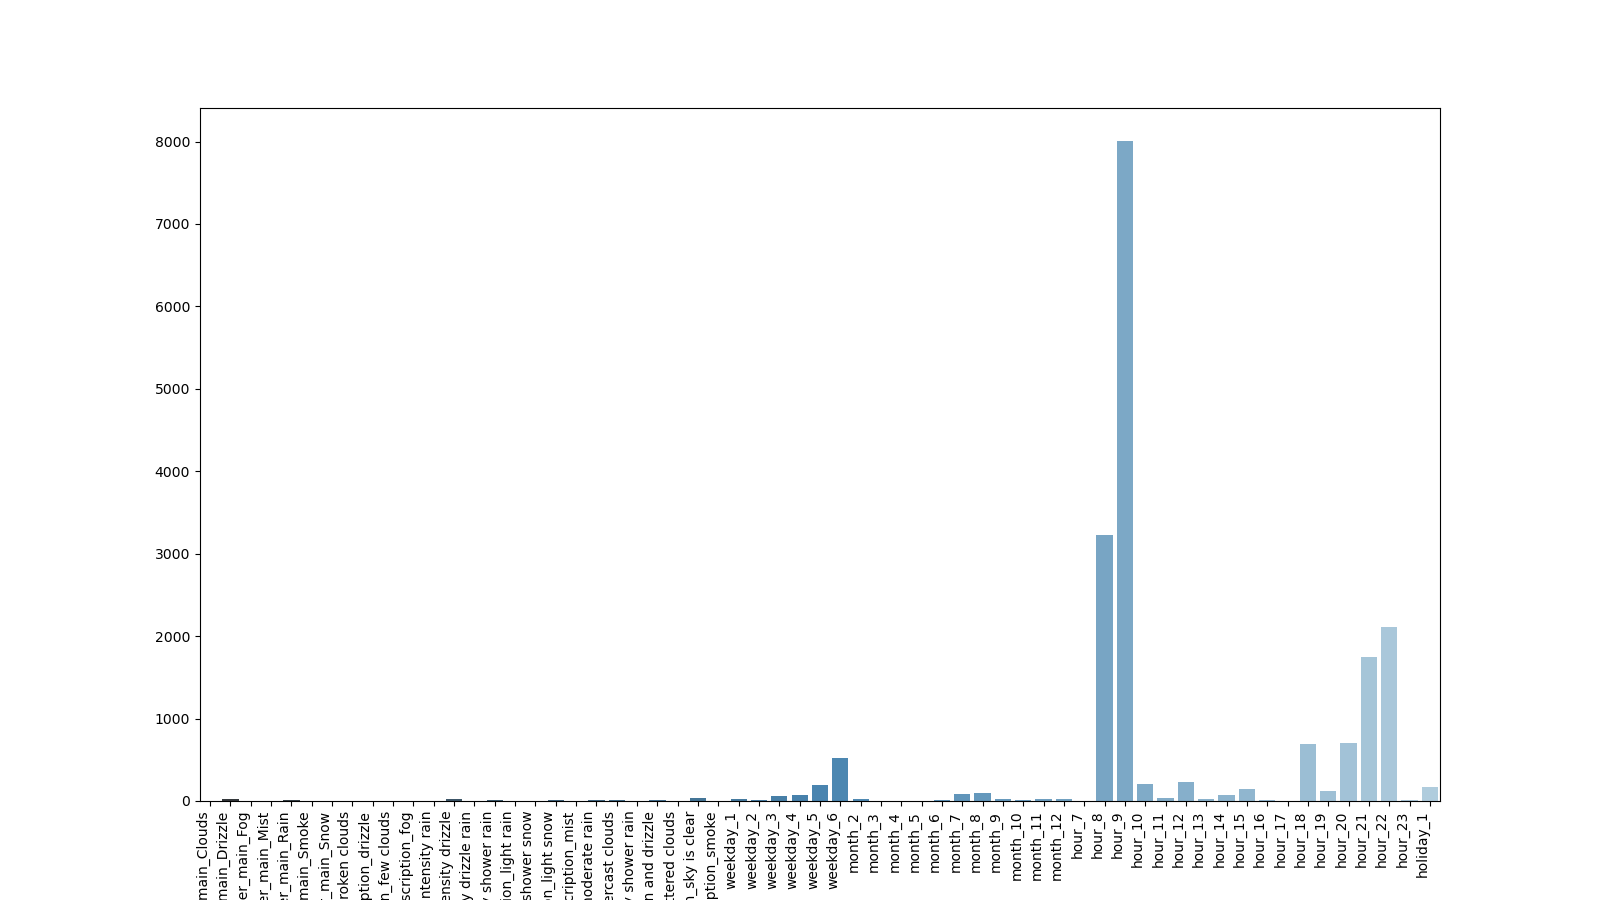 8000
7000
6000
5000
4000
3000
2000
1000
0
main_Clouds
main_Drizzle
er_main_Fog
er_main_Mist
er_main_Rain
main_Smoke
r_main_Snow
roken clouds
ption_drizzle
n_few clouds
scription_fog
ntensity rain
ensity drizzle
y drizzle rain
y shower rain
ion_light rain
shower snow
on_light snow
cription_mist
moderate rain
ercast clouds
y shower rain
n and drizzle
ttered clouds
n_sky is clear
ption_smoke
weekday_1
weekday_2
weekday_3
weekday_4
weekday_5
weekday_6
month_2
month_3
month_4
month_5
month_6
month_7
month_8
month_9
month_10
month_11
month_12
hour_7
hour_8
hour_9
hour_10
hour_11
hour_12
hour_13
hour_14
hour_15
hour_16
hour_17
hour_18
hour_19
hour_20
hour_21
hour_22
hour_23
holiday_1